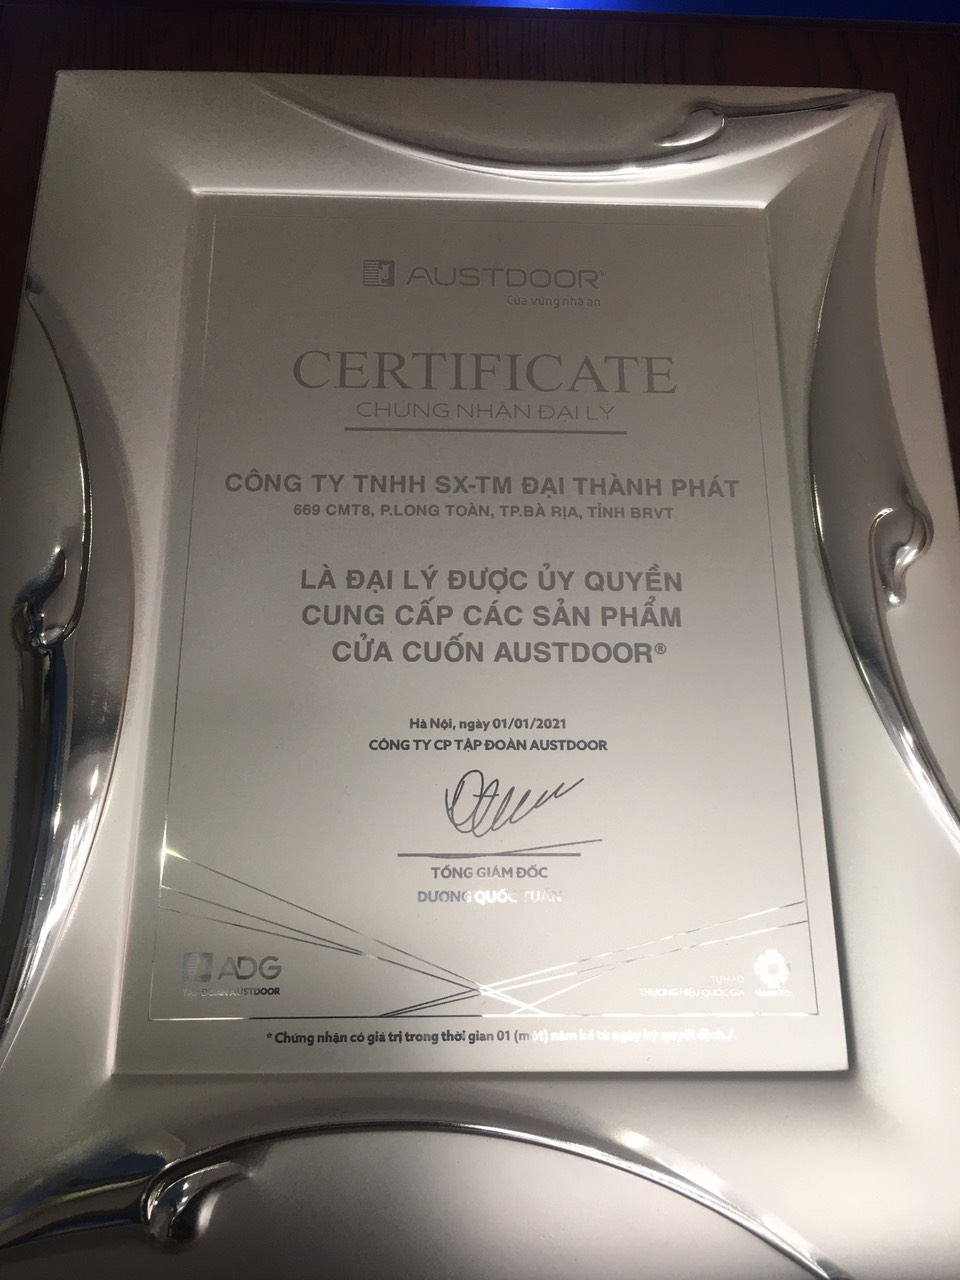 AUSTDOOR®
Cửa vững nhà an
CERTIFICATE
CHỨNG NHẬN ĐẠI LÝ
CÔNG TY TNHH SX-TM ĐẠI THÀNH PHÁT
669 CMT8, P.LONG TOÀN, TP.BÀ RỊA, TỈNH BRVT
LÀ ĐẠI LÝ ĐƯỢC ỦY QUYỀN
CUNG CẤP CÁC SẢN PHẨM
CỬA CUỐN AUSTDOOR®
Hà Nội, ngày 01/01/2021
CÔNG TY CP TẬP ĐOÀN AUSTDOOR
TỔNG GIÁM ĐỐC
DƯƠNG QUỐC TUẤN
ADG
TẬP ĐOÀN AUSTDOOR
TỰ HÀO
THƯƠNG HIỆU QUỐC GIA
* Chứng nhận có giá trị trong thời gian 01 (một) năm kể từ ngày ký quyết định./.